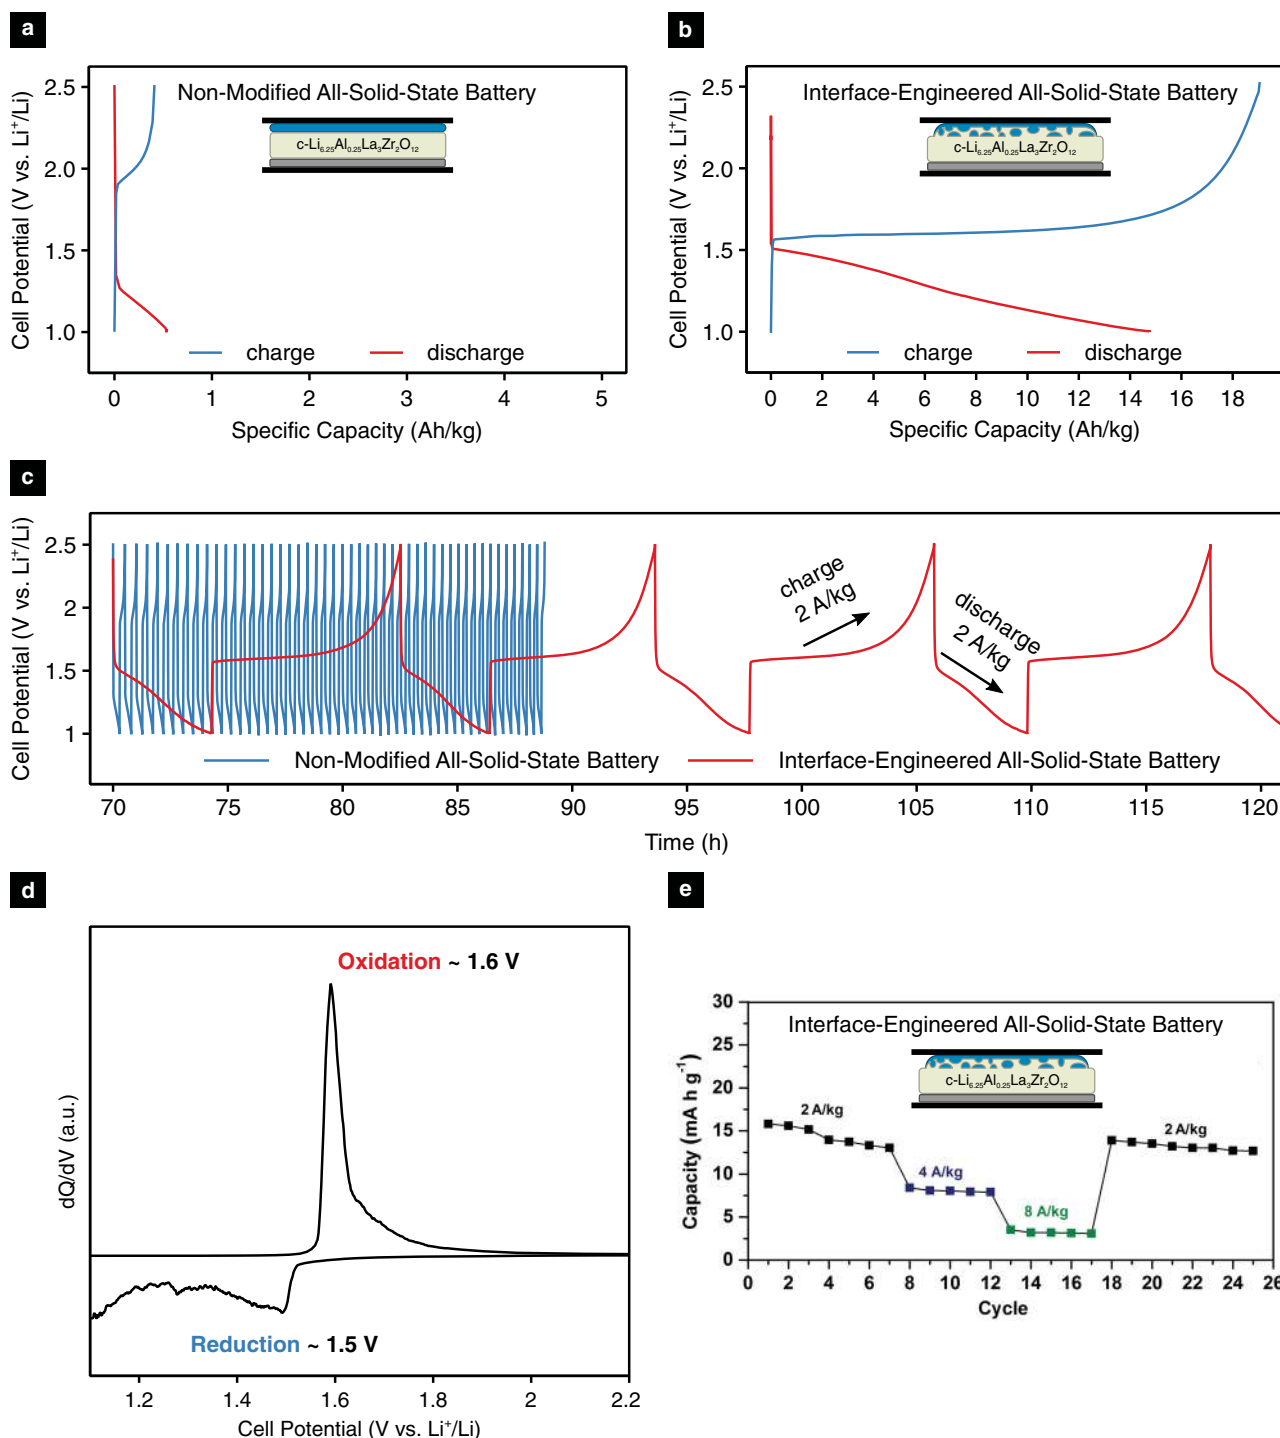 a
Non-Modified All-Solid-State Battery
c-Li6.25Al0.25La3Zr2O12
Cell Potential (V vs. Li⁺/Li)
2.5
2.0
1.5
1.0
charge
discharge
0 1 2 3 4 5
Specific Capacity (Ah/kg)
b
Interface-Engineered All-Solid-State Battery
c-Li6.25Al0.25La3Zr2O12
Cell Potential (V vs. Li⁺/Li)
2.5
2.0
1.5
1.0
charge
discharge
0 2 4 6 8 10 12 14 16 18
Specific Capacity (Ah/kg)
c
Cell Potential (V vs. Li⁺/Li)
2.5
2
1.5
1
charge
2 A/kg
discharge
2 A/kg
Non-Modified All-Solid-State Battery
Interface-Engineered All-Solid-State Battery
70 75 80 85 90 95 100 105 110 115 120
Time (h)
d
Oxidation ~ 1.6 V
dQ/dV (a.u.)
Reduction ~ 1.5 V
1.2 1.4 1.6 1.8 2 2.2
Cell Potential (V vs. Li⁺/Li)
e
Interface-Engineered All-Solid-State Battery
c-Li6.25Al0.25La3Zr2O12
Capacity (mA h g⁻¹)
30
25
20
15
10
5
0
2 A/kg
4 A/kg
8 A/kg
2 A/kg
0 2 4 6 8 10 12 14 16 18 20 22 24 26
Cycle